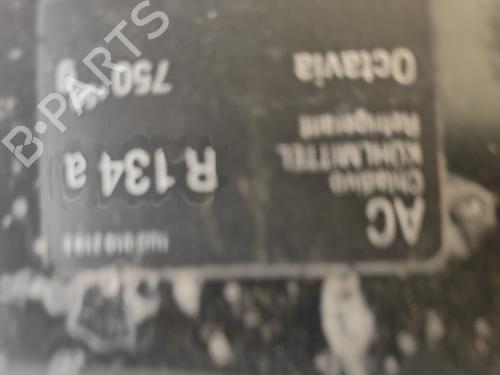 AC
Chladivo
KÜHLMITTEL
Refrigerant
R 134 a
Octavia
750 g
B-PARTS